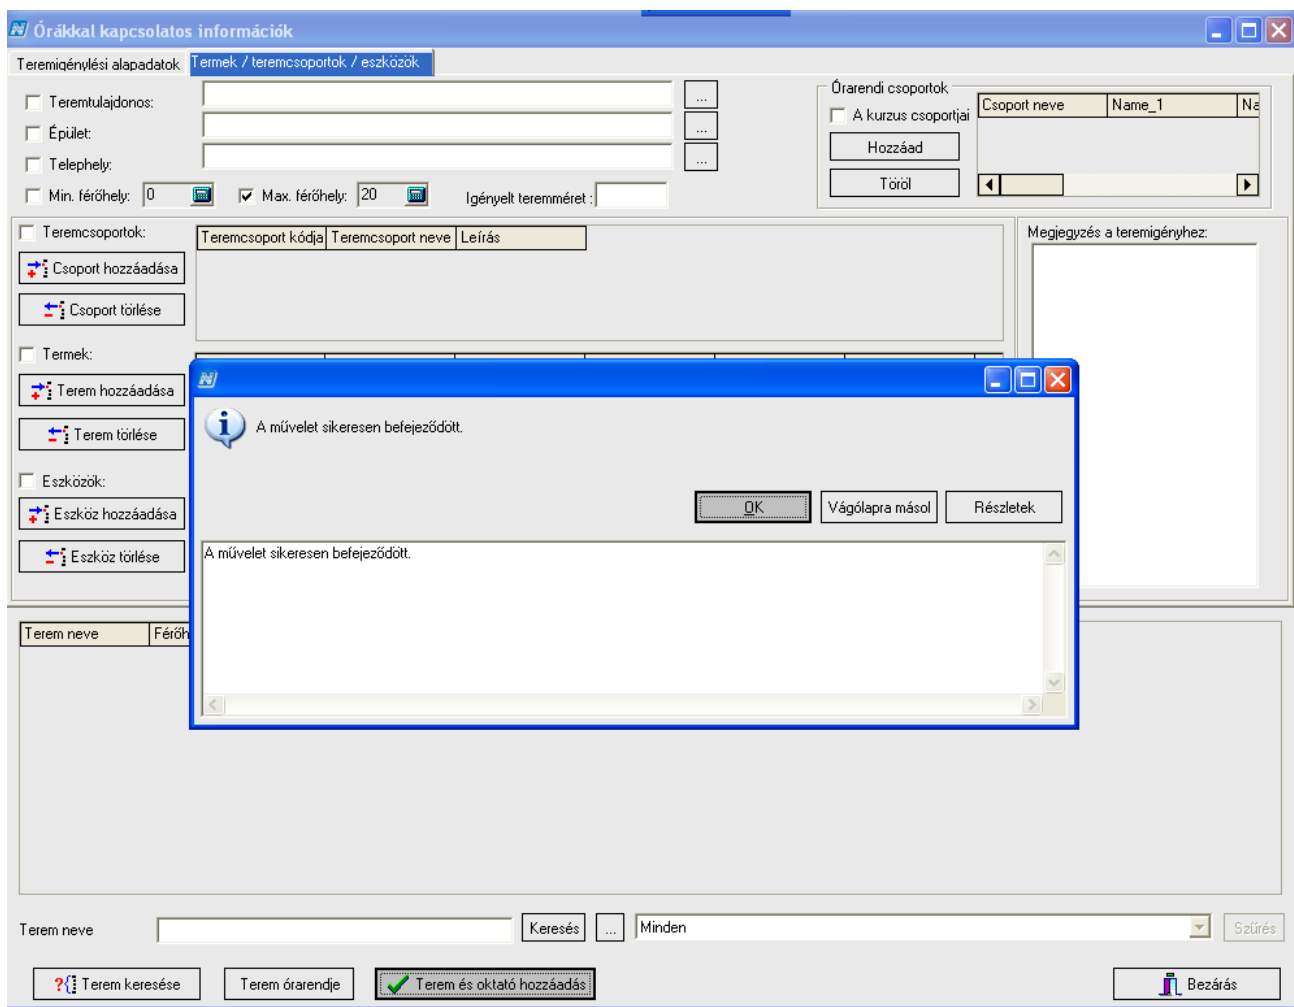 Órákkal kapcsolatos információk
Teremigénylési alapadatok
Termek / teremcsoportok / eszközök
Teremtulajdonos:
...
Épület:
...
Telephely:
...
Min. férőhely:
0
Max. férőhely:
20
Igényelt teremméret :
Órarendi csoportok
A kurzus csoportjai
Hozzáad
Töröl
Csoport neve
Name_1
Na
Teremcsoportok:
Csoport hozzáadása
Csoport törlése
Teremcsoport kódja
Teremcsoport neve
Leírás
Megjegyzés a teremigényhez:
Termek:
Terem hozzáadása
Terem törlése
Eszközök:
Eszköz hozzáadása
Eszköz törlése
A művelet sikeresen befejeződött.
OK
Vágólapra másol
Részletek
A művelet sikeresen befejeződött.
Terem neve
Férőh
Terem neve
Keresés
...
Minden
Szűrés
Terem keresése
Terem órarendje
Terem és oktató hozzáadás
Bezárás